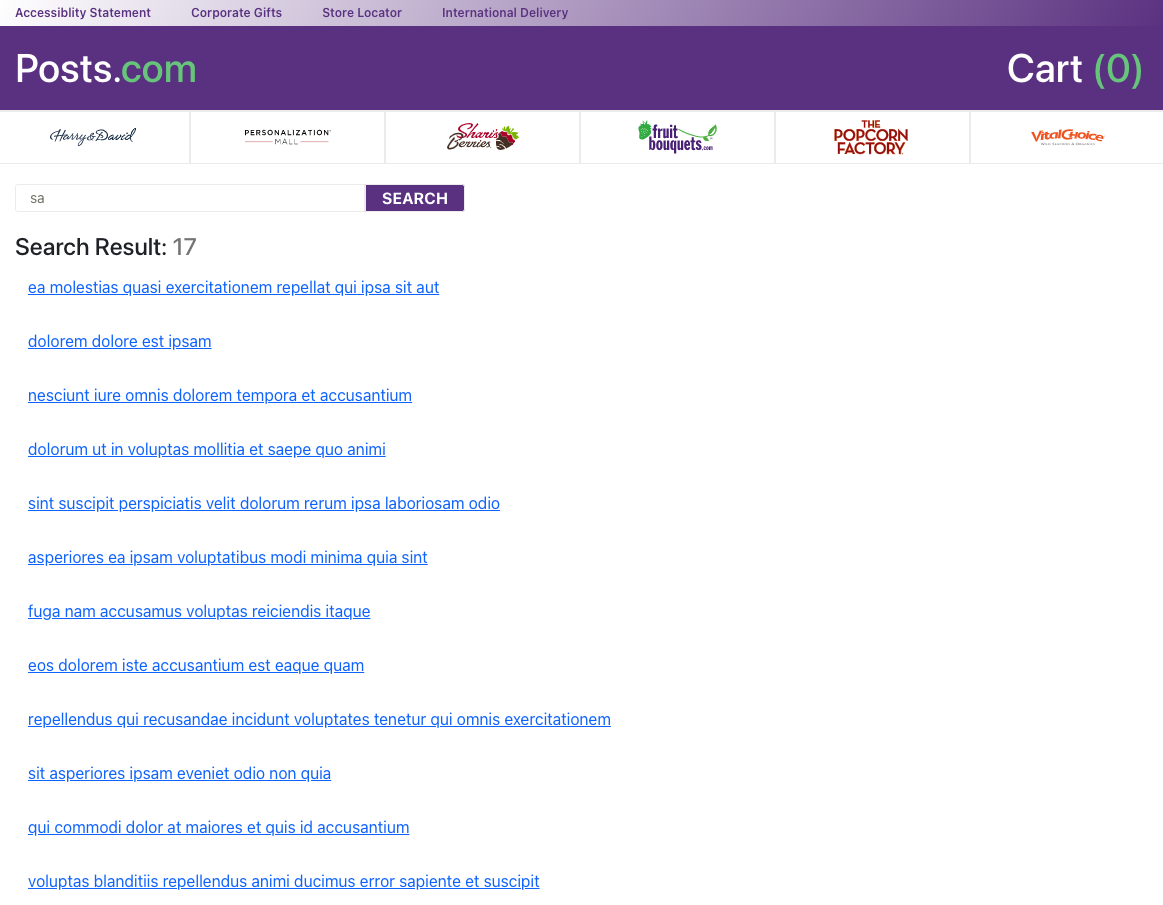 Accessiblity Statement Corporate Gifts Store Locator International Delivery
Posts.com Cart (0)
Harry & David PERSONALIZATION MALL Shari's Berries fruit bouquets.com THE POPCORN FACTORY VitalChoice
sa SEARCH
Search Result: 17
ea molestias quasi exercitationem repellat qui ipsa sit aut
dolorem dolore est ipsam
nesciunt iure omnis dolorem tempora et accusantium
dolorum ut in voluptas mollitia et saepe quo animi
sint suscipit perspiciatis velit dolorum rerum ipsa laboriosam odio
asperiores ea ipsam voluptatibus modi minima quia sint
fuga nam accusamus voluptas reiciendis itaque
eos dolorem iste accusantium est eaque quam
repellendus qui recusandae incidunt voluptates tenetur qui omnis exercitationem
sit asperiores ipsam eveniet odio non quia
qui commodi dolor at maiores et quis id accusantium
voluptas blanditiis repellendus animi ducimus error sapiente et suscipit